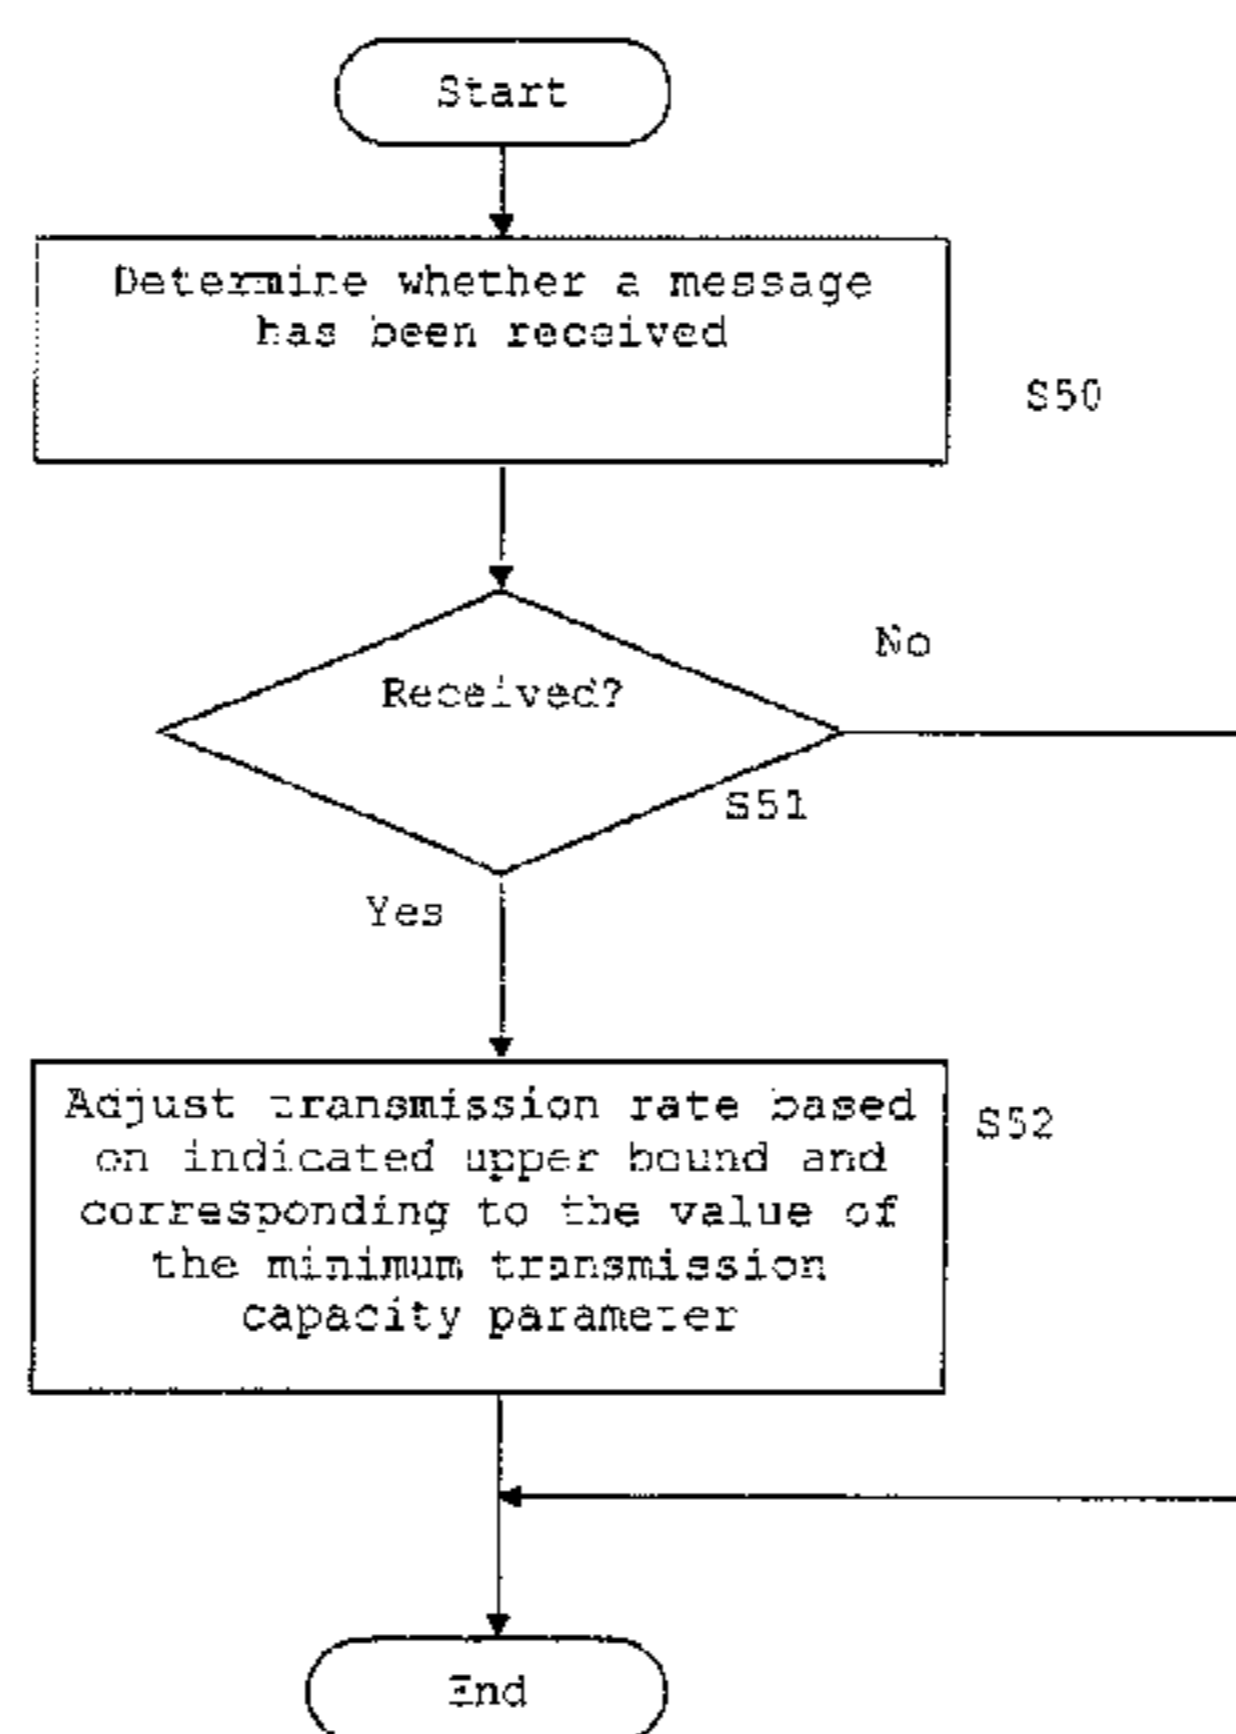 Start
Determine whether a message
has been received
S50
No
Received?
S51
Yes
Adjust transmission rate based
on indicated upper bound and
corresponding to the value of
the minimum transmission
capacity parameter
S52
End